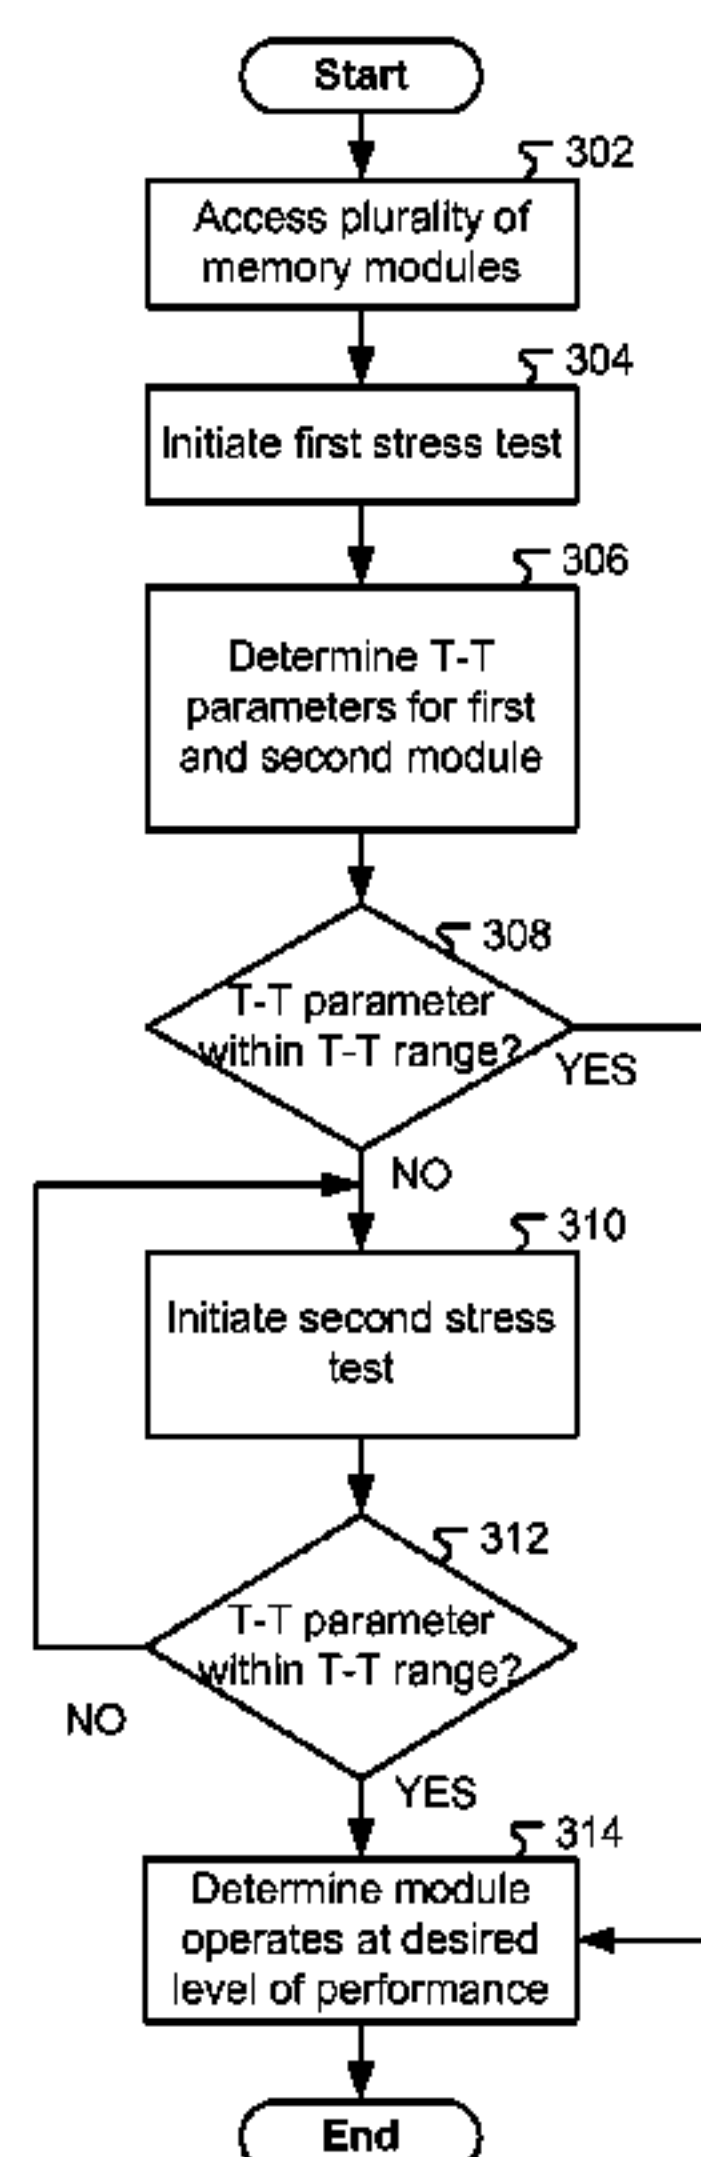 Start
302
Access plurality of
memory modules
304
Initiate first stress test
306
Determine T-T
parameters for first
and second module
308
T-T parameter
within T-T range?
YES
NO
310
Initiate second stress
test
312
T-T parameter
within T-T range?
NO
YES
314
Determine module
operates at desired
level of performance
End